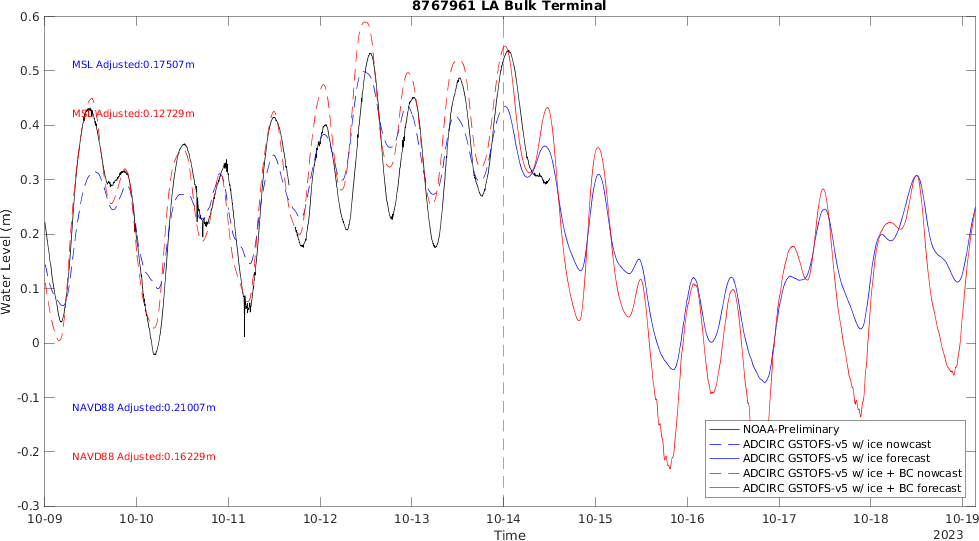 8767961 LA Bulk Terminal
Water Level (m)
0.6
0.5
0.4
0.3
0.2
0.1
0
-0.1
-0.2
-0.3
MSL Adjusted:0.17507m
MSL Adjusted:0.12729m
NAVD88 Adjusted:0.21007m
NAVD88 Adjusted:0.16229m
NOAA-Preliminary
ADCIRC GSTOFS-v5 w/ ice nowcast
ADCIRC GSTOFS-v5 w/ ice forecast
ADCIRC GSTOFS-v5 w/ ice + BC nowcast
ADCIRC GSTOFS-v5 w/ ice + BC forecast
10-09 10-10 10-11 10-12 10-13 10-14 10-15 10-16 10-17 10-18 10-19
Time
2023